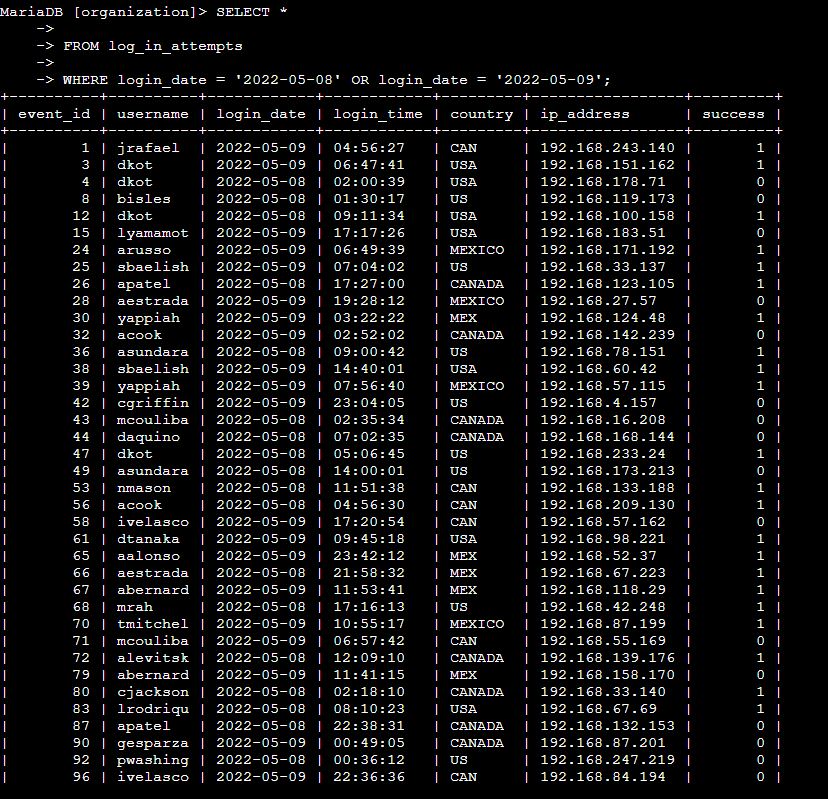 MariaDB [organization]> SELECT *
    ->
    -> FROM log_in_attempts
    ->
    -> WHERE login_date = '2022-05-08' OR login_date = '2022-05-09';
+----------+----------+------------+------------+---------+-----------------+---------+
| event_id | username | login_date | login_time | country | ip_address      | success |
+----------+----------+------------+------------+---------+-----------------+---------+
|        1 | jrafael  | 2022-05-09 | 04:56:27   | CAN     | 192.168.243.140 |       1 |
|        3 | dkot     | 2022-05-09 | 06:47:41   | USA     | 192.168.151.162 |       1 |
|        4 | dkot     | 2022-05-08 | 02:00:39   | USA     | 192.168.178.71  |       0 |
|        8 | bisles   | 2022-05-08 | 01:30:17   | US      | 192.168.119.173 |       0 |
|       12 | dkot     | 2022-05-08 | 09:11:34   | USA     | 192.168.100.158 |       1 |
|       15 | lyamamot | 2022-05-09 | 17:17:26   | USA     | 192.168.183.51  |       0 |
|       24 | arusso   | 2022-05-09 | 06:49:39   | MEXICO  | 192.168.171.192 |       1 |
|       25 | sbaelish | 2022-05-09 | 07:04:02   | US      | 192.168.33.137  |       1 |
|       26 | apatel   | 2022-05-08 | 17:27:00   | CANADA  | 192.168.123.105 |       1 |
|       28 | aestrada | 2022-05-09 | 19:28:12   | MEXICO  | 192.168.27.57   |       0 |
|       30 | yappiah  | 2022-05-09 | 03:22:22   | MEX     | 192.168.124.48  |       1 |
|       32 | acook    | 2022-05-09 | 02:52:02   | CANADA  | 192.168.142.239 |       0 |
|       36 | asundara | 2022-05-08 | 09:00:42   | US      | 192.168.78.151  |       1 |
|       38 | sbaelish | 2022-05-09 | 14:40:01   | USA     | 192.168.60.42   |       1 |
|       39 | yappiah  | 2022-05-09 | 07:56:40   | MEXICO  | 192.168.57.115  |       1 |
|       42 | cgriffin | 2022-05-09 | 23:04:05   | US      | 192.168.4.157   |       0 |
|       43 | mcouliba | 2022-05-08 | 02:35:34   | CANADA  | 192.168.16.208  |       0 |
|       44 | daquino  | 2022-05-08 | 07:02:35   | CANADA  | 192.168.168.144 |       0 |
|       47 | dkot     | 2022-05-08 | 05:06:45   | US      | 192.168.233.24  |       1 |
|       49 | asundara | 2022-05-08 | 14:00:01   | US      | 192.168.173.213 |       0 |
|       53 | nmason   | 2022-05-08 | 11:51:38   | CAN     | 192.168.133.188 |       1 |
|       56 | acook    | 2022-05-08 | 04:56:30   | CAN     | 192.168.209.130 |       1 |
|       58 | ivelasco | 2022-05-09 | 17:20:54   | CAN     | 192.168.57.162  |       0 |
|       61 | dtanaka  | 2022-05-09 | 09:45:18   | USA     | 192.168.98.221  |       1 |
|       65 | aalonso  | 2022-05-09 | 23:42:12   | MEX     | 192.168.52.37   |       1 |
|       66 | aestrada | 2022-05-08 | 21:58:32   | MEX     | 192.168.67.223  |       1 |
|       67 | abernard | 2022-05-09 | 11:53:41   | MEX     | 192.168.118.29  |       1 |
|       68 | mrah     | 2022-05-08 | 17:16:13   | US      | 192.168.42.248  |       1 |
|       70 | tmitchel | 2022-05-09 | 10:55:17   | MEXICO  | 192.168.87.199  |       1 |
|       71 | mcouliba | 2022-05-09 | 06:57:42   | CAN     | 192.168.55.169  |       0 |
|       72 | alevitsk | 2022-05-08 | 12:09:10   | CANADA  | 192.168.139.176 |       1 |
|       79 | abernard | 2022-05-09 | 11:41:15   | MEX     | 192.168.158.170 |       0 |
|       80 | cjackson | 2022-05-08 | 02:18:10   | CANADA  | 192.168.33.140  |       1 |
|       83 | lrodriqu | 2022-05-08 | 08:10:23   | USA     | 192.168.67.69   |       1 |
|       87 | apatel   | 2022-05-08 | 22:38:31   | CANADA  | 192.168.132.153 |       0 |
|       90 | gesparza | 2022-05-09 | 00:49:05   | CANADA  | 192.168.87.201  |       0 |
|       92 | pwashing | 2022-05-08 | 00:36:12   | US      | 192.168.247.219 |       0 |
|       96 | ivelasco | 2022-05-09 | 22:36:36   | CAN     | 192.168.84.194  |       0 |